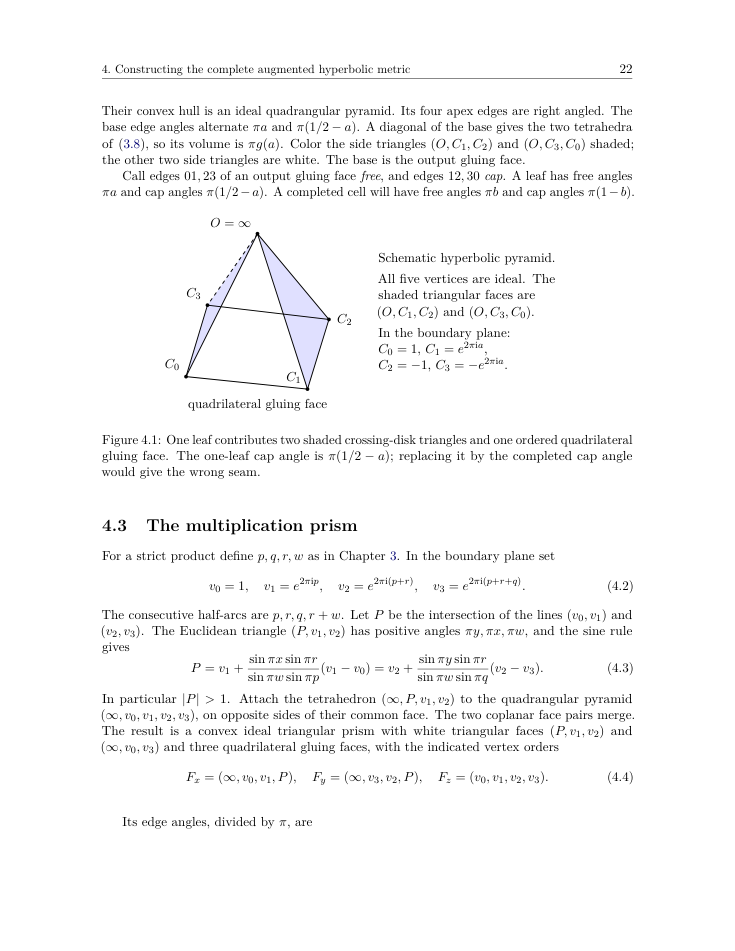 4. Constructing the complete augmented hyperbolic metric 22
Their convex hull is an ideal quadrangular pyramid. Its four apex edges are right angled. The
base edge angles alternate πa and π(1/2 − a). A diagonal of the base gives the two tetrahedra
of (3.8), so its volume is πg(a). Color the side triangles (O, C₁, C₂) and (O, C₃, C₀) shaded;
the other two side triangles are white. The base is the output gluing face.
Call edges 01, 23 of an output gluing face free, and edges 12, 30 cap. A leaf has free angles
πa and cap angles π(1/2 − a). A completed cell will have free angles πb and cap angles π(1 − b).
O = ∞
C₃
C₂
C₀
C₁
quadrilateral gluing face
Schematic hyperbolic pyramid.
All five vertices are ideal. The
shaded triangular faces are
(O, C₁, C₂) and (O, C₃, C₀).
In the boundary plane:
C₀ = 1, C₁ = e^{2πia},
C₂ = −1, C₃ = −e^{2πia}.
Figure 4.1: One leaf contributes two shaded crossing-disk triangles and one ordered quadrilateral
gluing face. The one-leaf cap angle is π(1/2 − a); replacing it by the completed cap angle
would give the wrong seam.
4.3 The multiplication prism
For a strict product define p, q, r, w as in Chapter 3. In the boundary plane set
v₀ = 1, v₁ = e^{2πip}, v₂ = e^{2πi(p+r)}, v₃ = e^{2πi(p+r+q)}. (4.2)
The consecutive half-arcs are p, r, q, r + w. Let P be the intersection of the lines (v₀, v₁) and
(v₂, v₃). The Euclidean triangle (P, v₁, v₂) has positive angles πy, πx, πw, and the sine rule
gives
P = v₁ + \frac{sin πx sin πr}{sin πw sin πp}(v₁ − v₀) = v₂ + \frac{sin πy sin πr}{sin πw sin πq}(v₂ − v₃). (4.3)
In particular |P| > 1. Attach the tetrahedron (∞, P, v₁, v₂) to the quadrangular pyramid
(∞, v₀, v₁, v₂, v₃), on opposite sides of their common face. The two coplanar face pairs merge.
The result is a convex ideal triangular prism with white triangular faces (P, v₁, v₂) and
(∞, v₀, v₃) and three quadrilateral gluing faces, with the indicated vertex orders
Fₓ = (∞, v₀, v₁, P), F_y = (∞, v₃, v₂, P), F_z = (v₀, v₁, v₂, v₃). (4.4)
Its edge angles, divided by π, are